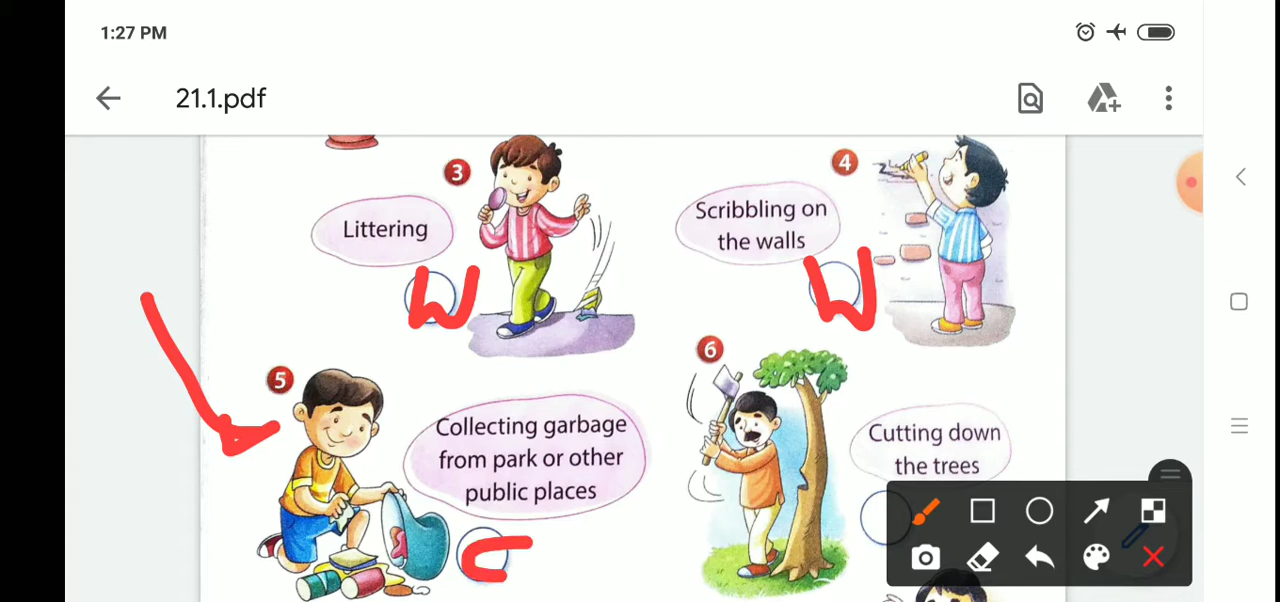 1:27 PM
21.1.pdf
3
Littering
W
4
Scribbling on
the walls
W
5
Collecting garbage
from park or other
public places
C
6
Cutting down
the trees